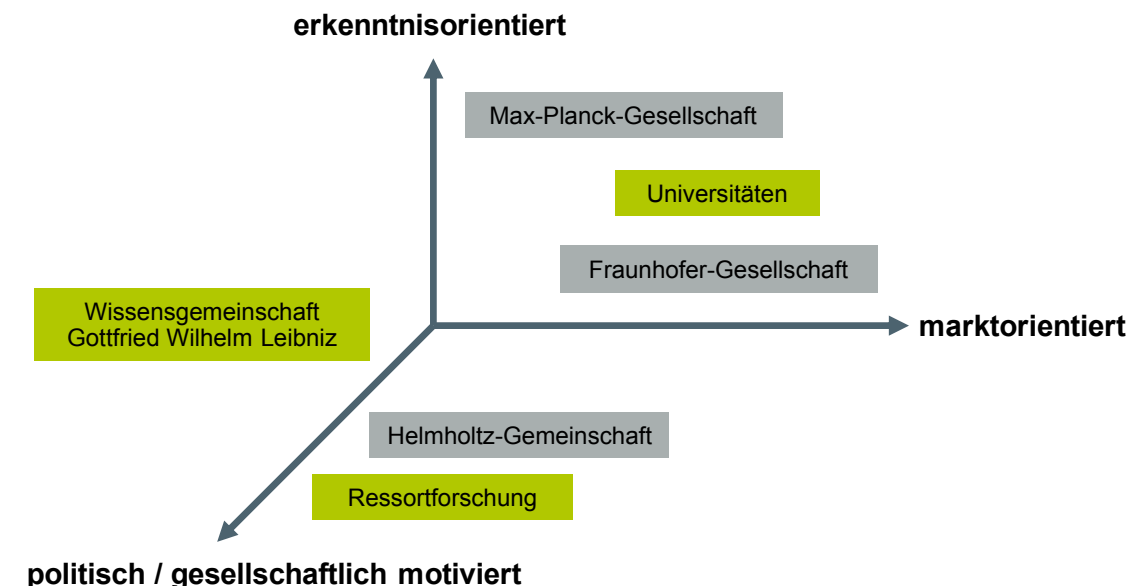 erkenntnisorientiert
Max-Planck-Gesellschaft
Universitäten
Fraunhofer-Gesellschaft
Wissensgemeinschaft
Gottfried Wilhelm Leibniz
marktorientiert
Helmholtz-Gemeinschaft
Ressortforschung
politisch / gesellschaftlich motiviert